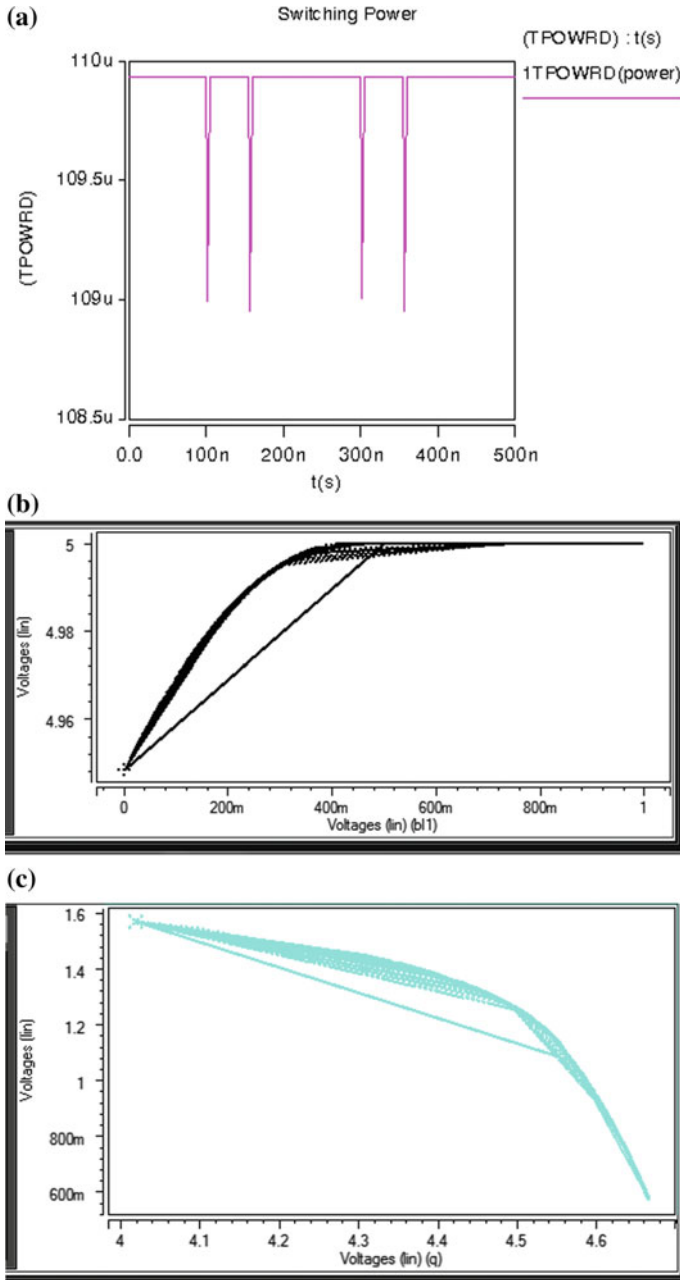 (a)
Switching Power
(TPOWRD) : t(s)
1TPOWRD(power)
110u
109.5u
109u
108.5u
(TPOWRD)
0.0 100n 200n 300n 400n 500n
t(s)
(b)
5
4.98
4.96
Voltages (lin)
0 200m 400m 600m 800m 1
Voltages (lin) (bl1)
(c)
1.6
1.4
1.2
1
800m
600m
Voltages (lin)
4 4.1 4.2 4.3 4.4 4.5 4.6
Voltages (lin) (q)